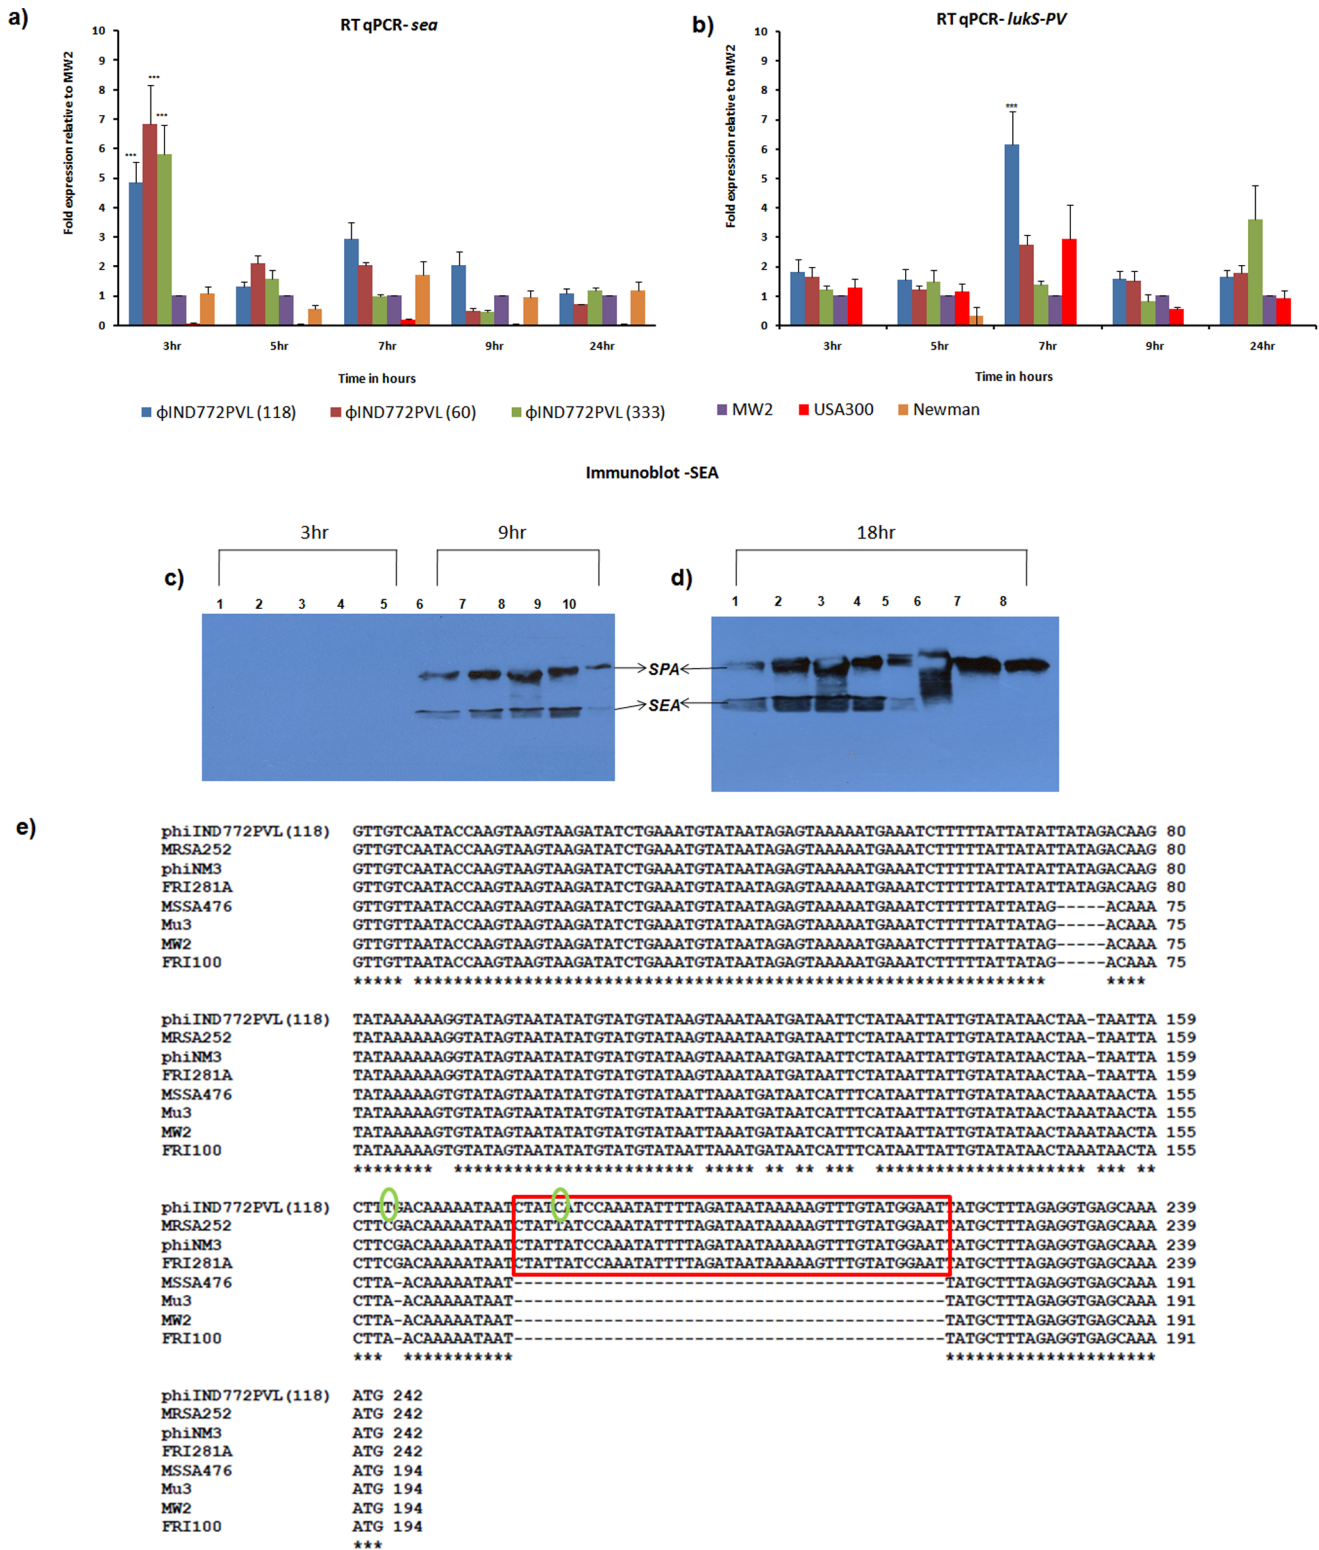 a)
RT qPCR- sea
Fold expression relative to MW2
10
9
8
7
6
5
4
3
2
1
0
***
***
***
3hr 5hr 7hr 9hr 24hr
Time in hours
b)
RT qPCR- lukS-PV
Fold expression relative to MW2
10
9
8
7
6
5
4
3
2
1
0
***
3hr 5hr 7hr 9hr 24hr
Time in hours
ϕIND772PVL (118) ϕIND772PVL (60) ϕIND772PVL (333) MW2 USA300 Newman
Immunoblot -SEA
3hr 9hr 18hr
c) d)
1 2 3 4 5 6 7 8 9 10
1 2 3 4 5 6 7 8
SPA
SEA
e)
phiIND772PVL(118) GTTGTCAATACCAAGTAAGTAAGATATCTGAAATGTATAATAGAGTAAAAATGAAATCTTTTTATTATATTATAGACAAG 80
MRSA252 GTTGTCAATACCAAGTAAGTAAGATATCTGAAATGTATAATAGAGTAAAAATGAAATCTTTTTATTATATTATAGACAAG 80
phiNM3 GTTGTCAATACCAAGTAAGTAAGATATCTGAAATGTATAATAGAGTAAAAATGAAATCTTTTTATTATATTATAGACAAG 80
FRI281A GTTGTCAATACCAAGTAAGTAAGATATCTGAAATGTATAATAGAGTAAAAATGAAATCTTTTTATTATATTATAGACAAG 80
MSSA476 GTTGTTAATACCAAGTAAGTAAGATATCTGAAATGTATAATAGAGTAAAAATGAAATCTTTTTATTATAG-----ACAAA 75
Mu3 GTTGTTAATACCAAGTAAGTAAGATATCTGAAATGTATAATAGAGTAAAAATGAAATCTTTTTATTATAG-----ACAAA 75
MW2 GTTGTTAATACCAAGTAAGTAAGATATCTGAAATGTATAATAGAGTAAAAATGAAATCTTTTTATTATAG-----ACAAA 75
FRI100 GTTGTTAATACCAAGTAAGTAAGATATCTGAAATGTATAATAGAGTAAAAATGAAATCTTTTTATTATAG-----ACAAA 75
***** *************************************************************** ****
phiIND772PVL(118) TATAAAAAAGGTATAGTAATATATGTATGTATAAGTAAATAATGATAATTCTATAATTATTGTATATAACTAA-TAATTA 159
MRSA252 TATAAAAAAGGTATAGTAATATATGTATGTATAAGTAAATAATGATAATTCTATAATTATTGTATATAACTAA-TAATTA 159
phiNM3 TATAAAAAAGGTATAGTAATATATGTATGTATAAGTAAATAATGATAATTCTATAATTATTGTATATAACTAA-TAATTA 159
FRI281A TATAAAAAAGGTATAGTAATATATGTATGTATAAGTAAATAATGATAATTCTATAATTATTGTATATAACTAA-TAATTA 159
MSSA476 TATAAAAAGTGTATAGTAATATATGTATGTATAATTAAATGATAATCATTTCATAATTATTGTATATAACTAAATAACTA 155
Mu3 TATAAAAAGTGTATAGTAATATATGTATGTATAATTAAATGATAATCATTTCATAATTATTGTATATAACTAAATAACTA 155
MW2 TATAAAAAGTGTATAGTAATATATGTATGTATAATTAAATGATAATCATTTCATAATTATTGTATATAACTAAATAACTA 155
FRI100 TATAAAAAGTGTATAGTAATATATGTATGTATAATTAAATGATAATCATTTCATAATTATTGTATATAACTAAATAACTA 155
******** ************************ ***** ** ** *** ********************* *** **
phiIND772PVL(118) CTTTGACAAAAATAATCTATCATCCAAATATTTTAGATAATAAAAAGTTTGTATGGAATTATGCTTTAGAGTGAGCAAA 239
MRSA252 CTTCGACAAAAATAATCTATTATCCAAATATTTTAGATAATAAAAAGTTTGTATGGAATTATGCTTTAGAGTGAGCAAA 239
phiNM3 CTTCGACAAAAATAATCTATTATCCAAATATTTTAGATAATAAAAAGTTTGTATGGAATTATGCTTTAGAGGTGAGCAAA 239
FRI281A CTTCGACAAAAATAATCTATTATCCAAATATTTTAGATAATAAAAAGTTTGTATGGAATTATGCTTTAGAGGTGAGCAAA 239
MSSA476 CTTA-ACAAAAATAAT-------------------------------------------TATGCTTTAGAGGTGAGCAAA 191
Mu3 CTTA-ACAAAAATAAT-------------------------------------------TATGCTTTAGAGGTGAGCAAA 191
MW2 CTTA-ACAAAAATAAT-------------------------------------------TATGCTTTAGAGGTGAGCAAA 191
FRI100 CTTA-ACAAAAATAAT-------------------------------------------TATGCTTTAGAGGTGAGCAAA 191
*** *********** *********************
phiIND772PVL(118) ATG 242
MRSA252 ATG 242
phiNM3 ATG 242
FRI281A ATG 242
MSSA476 ATG 194
Mu3 ATG 194
MW2 ATG 194
FRI100 ATG 194
***